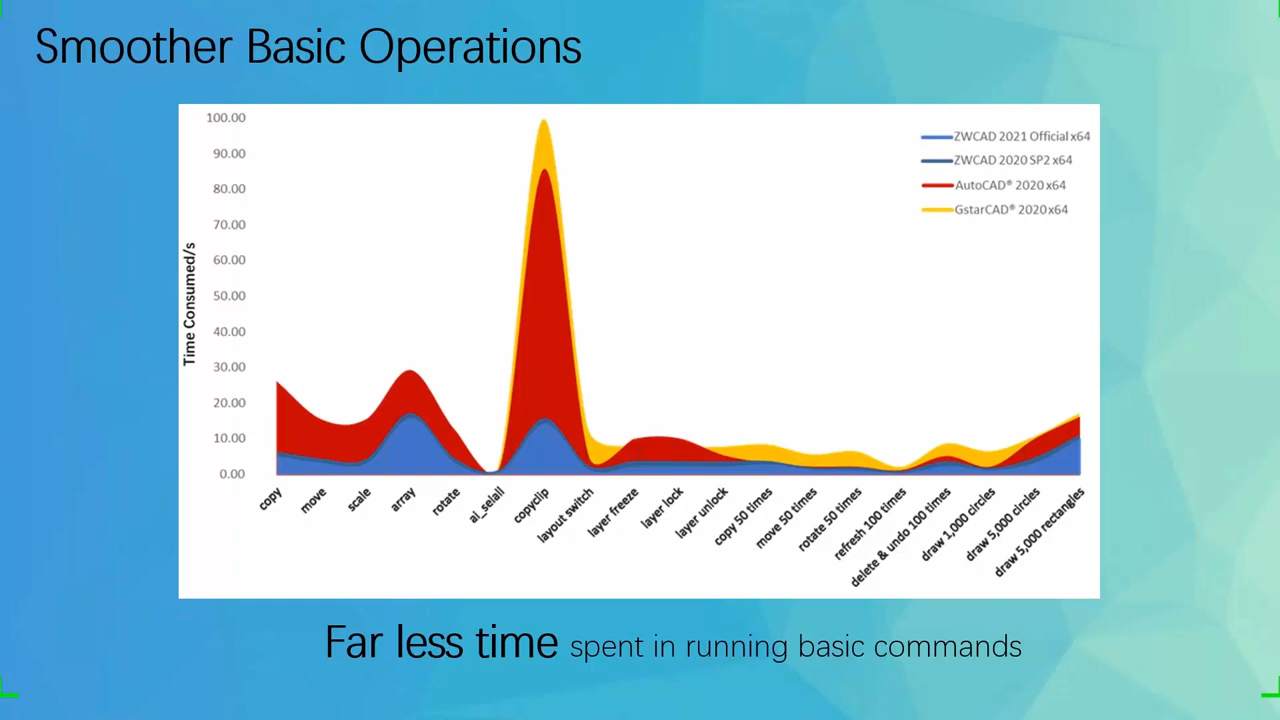 Smoother Basic Operations
100.00
90.00
80.00
70.00
60.00
50.00
40.00
30.00
20.00
10.00
0.00
Time Consumed/s
ZWCAD 2021 Official x64
ZWCAD 2020 SP2 x64
AutoCAD® 2020 x64
GstarCAD® 2020 x64
copy
move
scale
array
rotate
ai_selall
copyclip
layout switch
layer freeze
layer lock
layer unlock
copy 50 times
move 50 times
rotate 50 times
refresh 100 times
delete & undo 100 times
draw 1,000 circles
draw 5,000 circles
draw 5,000 rectangles
Far less time spent in running basic commands